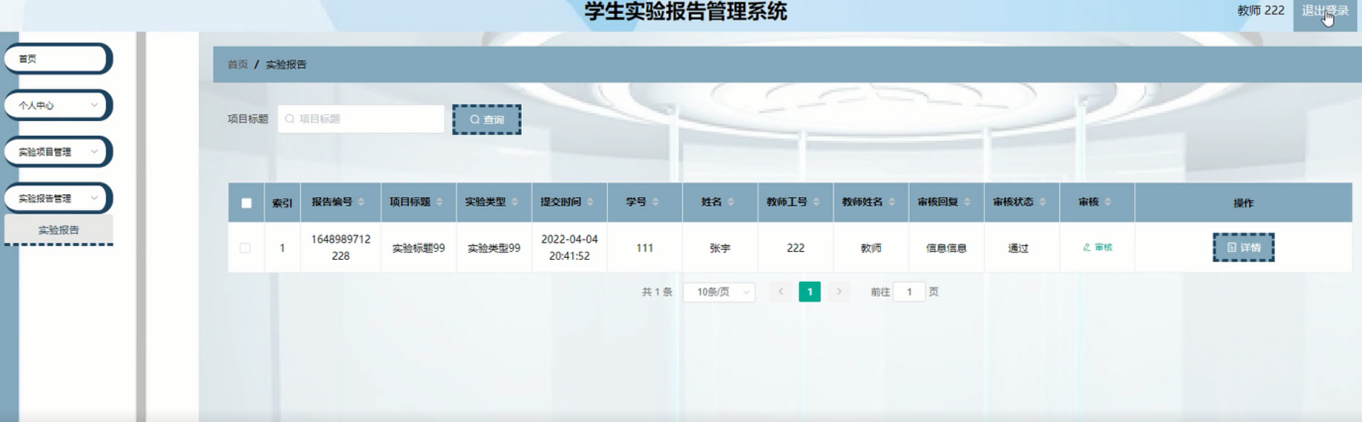 学生实验报告管理系统
教师 222 退出登录
首页
个人中心
实验项目管理
实验报告管理
实验报告
首页 / 实验报告
项目标题 项目标题 查询
索引 报告编号 项目标题 实验类型 提交时间 学号 姓名 教师工号 教师姓名 审核回复 审核状态 审核 操作
1 1648989712 实验标题99 实验类型99 2022-04-04 111 张宇 222 教师 信息信息 通过 审核 详情
228 20:41:52
共 1 条 10条/页 1 前往 1 页